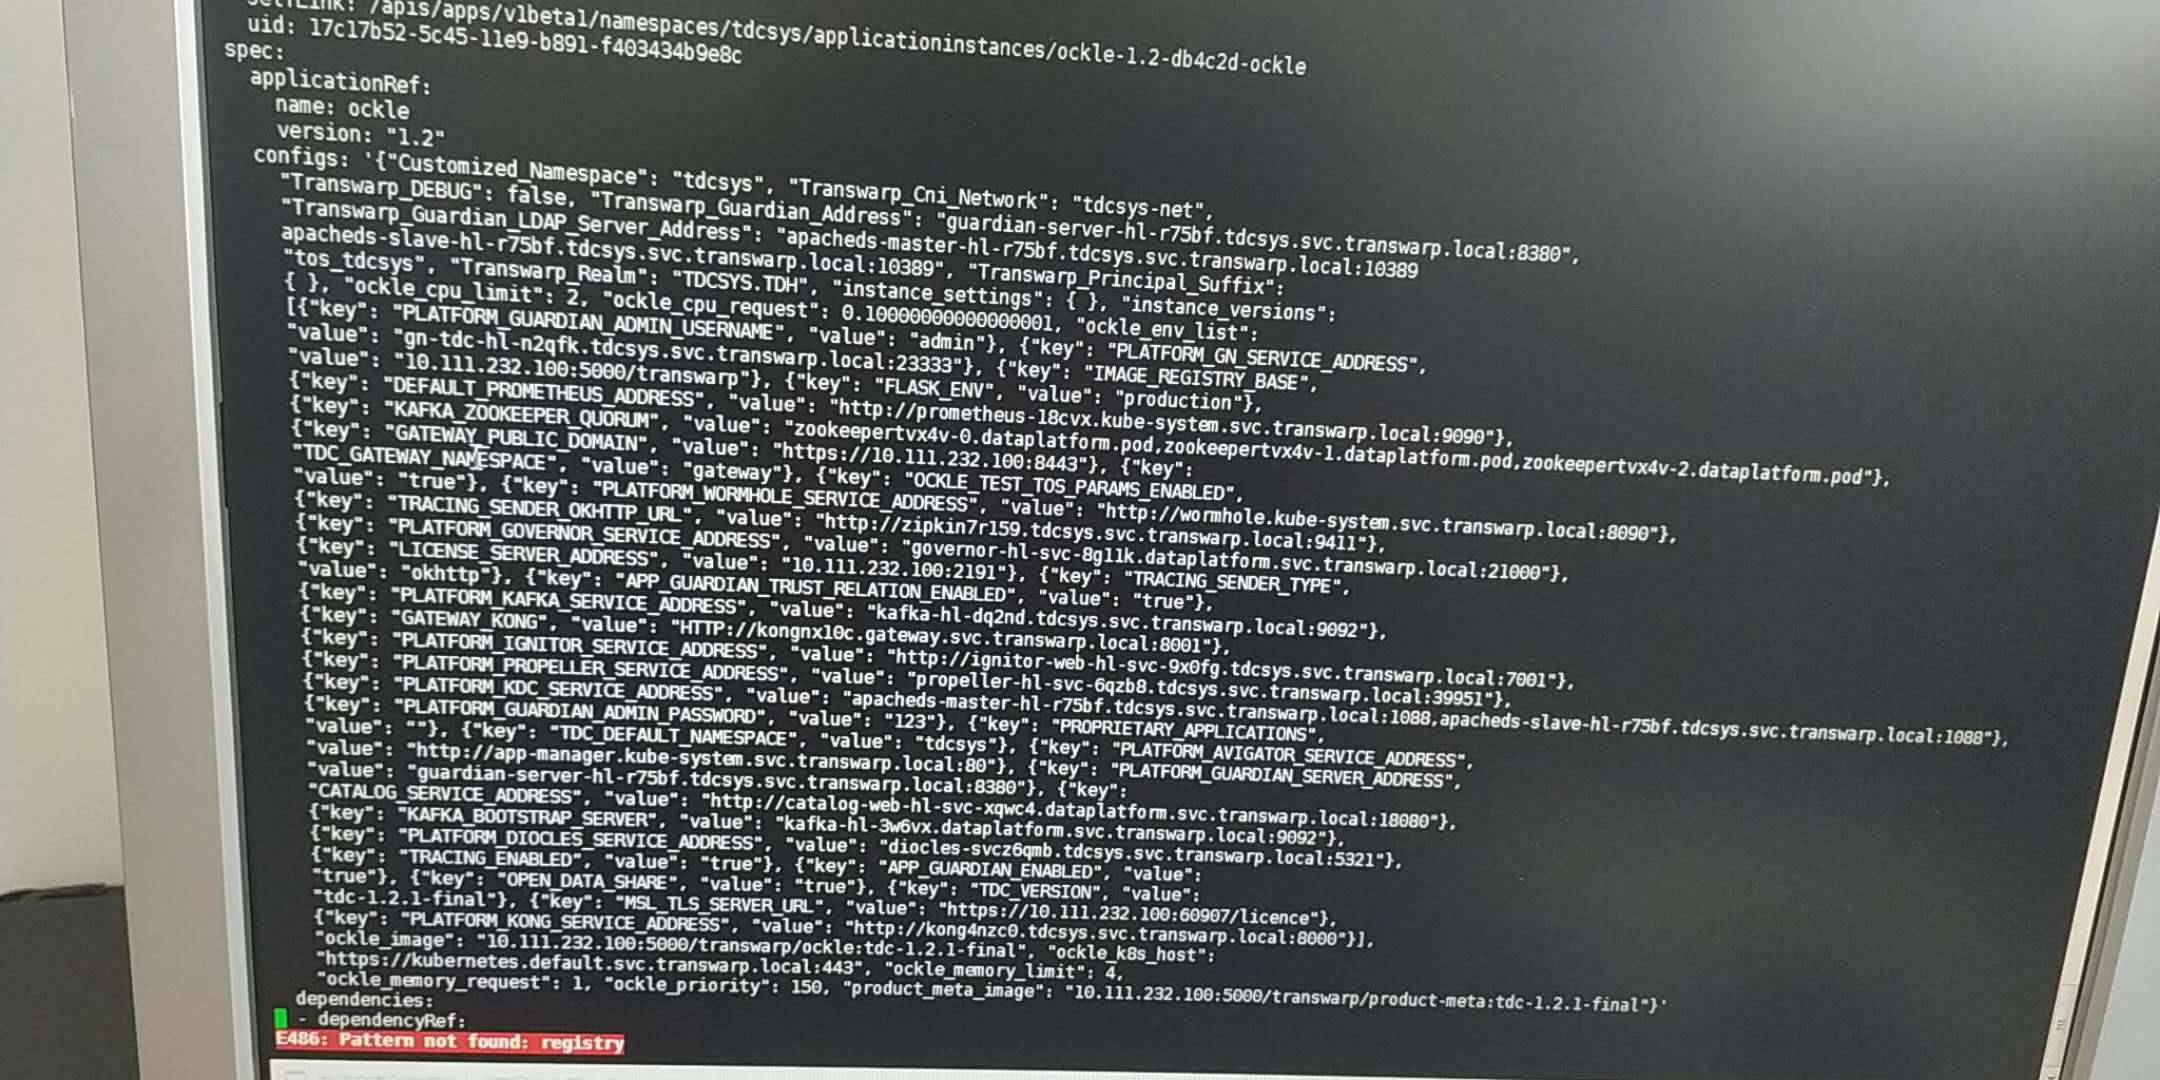 selfLink: /apis/apps/v1beta1/namespaces/tdcsys/applicationinstances/ockle-1.2-db4c2d-ockle
uid: 17c17b52-5c45-11e9-b891-f403434b9e8c
spec:
applicationRef:
name: ockle
version: "1.2"
configs: '{"Customized_Namespace": "tdcsys", "Transwarp_Cni_Network": "tdcsys-net",
"Transwarp_DEBUG": false, "Transwarp_Guardian_Address": "guardian-server-hl-r75bf.tdcsys.svc.transwarp.local:8380",
"Transwarp_Guardian_LDAP_Server_Address": "apacheds-master-hl-r75bf.tdcsys.svc.transwarp.local:10389
apacheds-slave-hl-r75bf.tdcsys.svc.transwarp.local:10389", "Transwarp_Principal_Suffix":
"tos_tdcsys", "Transwarp_Realm": "TDCSYS.TDH", "instance_settings": { }, "instance_versions":
{ }, "ockle_cpu_limit": 2, "ockle_cpu_request": 0.10000000000000001, "ockle_env_list":
[{"key": "PLATFORM_GUARDIAN_ADMIN_USERNAME", "value": "admin"}, {"key": "PLATFORM_GN_SERVICE_ADDRESS",
"value": "gn-tdc-hl-n2qfk.tdcsys.svc.transwarp.local:23333"}, {"key": "IMAGE_REGISTRY_BASE",
"value": "10.111.232.100:5000/transwarp"}, {"key": "FLASK_ENV", "value": "production"},
{"key": "DEFAULT_PROMETHEUS_ADDRESS", "value": "http://prometheus-18cvx.kube-system.svc.transwarp.local:9090"},
{"key": "KAFKA_ZOOKEEPER_QUORUM", "value": "zookeepertvx4v-0.dataplatform.pod,zookeepertvx4v-1.dataplatform.pod,zookeepertvx4v-2.dataplatform.pod"},
{"key": "GATEWAY_PUBLIC_DOMAIN", "value": "https://10.111.232.100:8443"}, {"key":
"TDC_GATEWAY_NAMESPACE", "value": "gateway"}, {"key": "OCKLE_TEST_TOS_PARAMS_ENABLED",
"value": "true"}, {"key": "PLATFORM_WORMHOLE_SERVICE_ADDRESS", "value": "http://wormhole.kube-system.svc.transwarp.local:8090"},
{"key": "TRACING_SENDER_OKHTTP_URL", "value": "http://zipkin7r159.tdcsys.svc.transwarp.local:9411"},
{"key": "PLATFORM_GOVERNOR_SERVICE_ADDRESS", "value": "governor-hl-svc-8g11k.dataplatform.svc.transwarp.local:21000"},
{"key": "LICENSE_SERVER_ADDRESS", "value": "10.111.232.100:2191"}, {"key": "TRACING_SENDER_TYPE",
"value": "okhttp"}, {"key": "APP_GUARDIAN_TRUST_RELATION_ENABLED", "value": "true"},
{"key": "PLATFORM_KAFKA_SERVICE_ADDRESS", "value": "kafka-hl-dq2nd.tdcsys.svc.transwarp.local:9092"},
{"key": "GATEWAY_KONG", "value": "HTTP://kongnx10c.gateway.svc.transwarp.local:8001"},
{"key": "PLATFORM_IGNITOR_SERVICE_ADDRESS", "value": "http://ignitor-web-hl-svc-9x0fg.tdcsys.svc.transwarp.local:7001"},
{"key": "PLATFORM_PROPELLER_SERVICE_ADDRESS", "value": "propeller-hl-svc-6qzb8.tdcsys.svc.transwarp.local:39951"},
{"key": "PLATFORM_KDC_SERVICE_ADDRESS", "value": "apacheds-master-hl-r75bf.tdcsys.svc.transwarp.local:1088,apacheds-slave-hl-r75bf.tdcsys.svc.transwarp.local:1088"},
{"key": "PLATFORM_GUARDIAN_ADMIN_PASSWORD", "value": "123"}, {"key": "PROPRIETARY_APPLICATIONS",
"value": ""}, {"key": "TDC_DEFAULT_NAMESPACE", "value": "tdcsys"}, {"key": "PLATFORM_AVIGATOR_SERVICE_ADDRESS",
"value": "http://app-manager.kube-system.svc.transwarp.local:80"}, {"key": "PLATFORM_GUARDIAN_SERVER_ADDRESS",
"value": "guardian-server-hl-r75bf.tdcsys.svc.transwarp.local:8380"}, {"key":
"CATALOG_SERVICE_ADDRESS", "value": "http://catalog-web-hl-svc-xqwc4.dataplatform.svc.transwarp.local:18080"},
{"key": "KAFKA_BOOTSTRAP_SERVER", "value": "kafka-hl-3w6vx.dataplatform.svc.transwarp.local:9092"},
{"key": "PLATFORM_DIOCLES_SERVICE_ADDRESS", "value": "diocles-svcz6qmb.tdcsys.svc.transwarp.local:5321"},
{"key": "TRACING_ENABLED", "value": "true"}, {"key": "APP_GUARDIAN_ENABLED", "value":
"true"}, {"key": "OPEN_DATA_SHARE", "value": "true"}, {"key": "TDC_VERSION", "value":
"tdc-1.2.1-final"}, {"key": "MSL_TLS_SERVER_URL", "value": "https://10.111.232.100:60907/licence"},
{"key": "PLATFORM_KONG_SERVICE_ADDRESS", "value": "http://kong4nzc0.tdcsys.svc.transwarp.local:8000"}],
"ockle_image": "10.111.232.100:5000/transwarp/ockle:tdc-1.2.1-final", "ockle_k8s_host":
"https://kubernetes.default.svc.transwarp.local:443", "ockle_memory_limit": 4,
"ockle_memory_request": 1, "ockle_priority": 150, "product_meta_image": "10.111.232.100:5000/transwarp/product-meta:tdc-1.2.1-final"}'
dependencies:
- dependencyRef:
E486: Pattern not found: registry